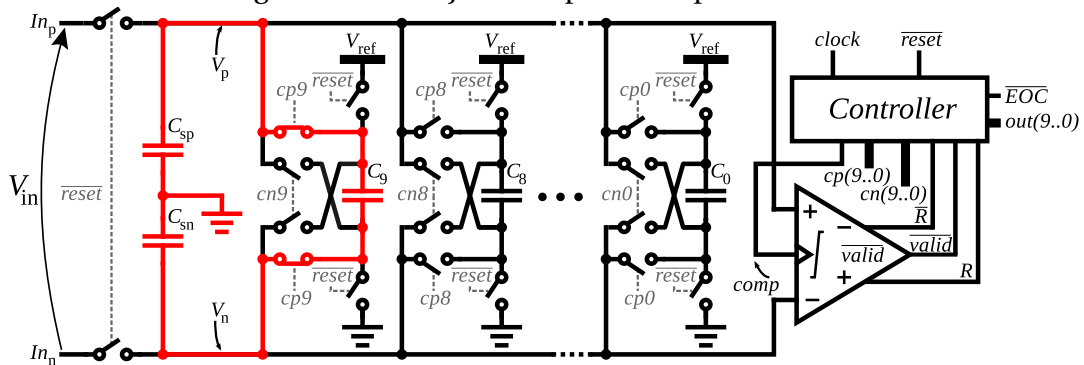 In_p
V_p
V_in
reset
C_sp
C_sn
V_n
In_n
V_ref
reset
cp9
cn9
C_9
reset
cp9
V_ref
reset
cp8
cn8
C_8
reset
cp8
V_ref
reset
cp0
cn0
C_0
reset
cp0
clock
reset
Controller
EOC
out(9..0)
cp(9..0)
cn(9..0)
R
valid
valid
R
comp
+
−
+
−